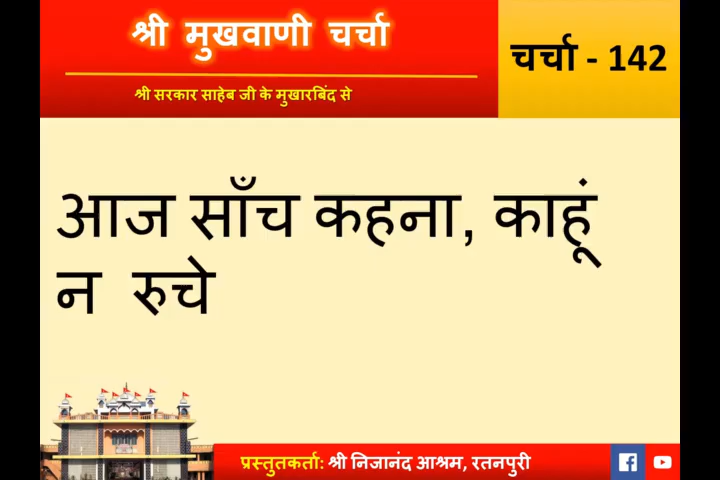 श्री मुखवाणी चर्चा
श्री सरकार साहेब जी के मुखारबिंद से
चर्चा - 142
आज साँच कहना, काहूं
न रुचे
प्रस्तुतकर्ता: श्री निजानंद आश्रम, रतनपुरी